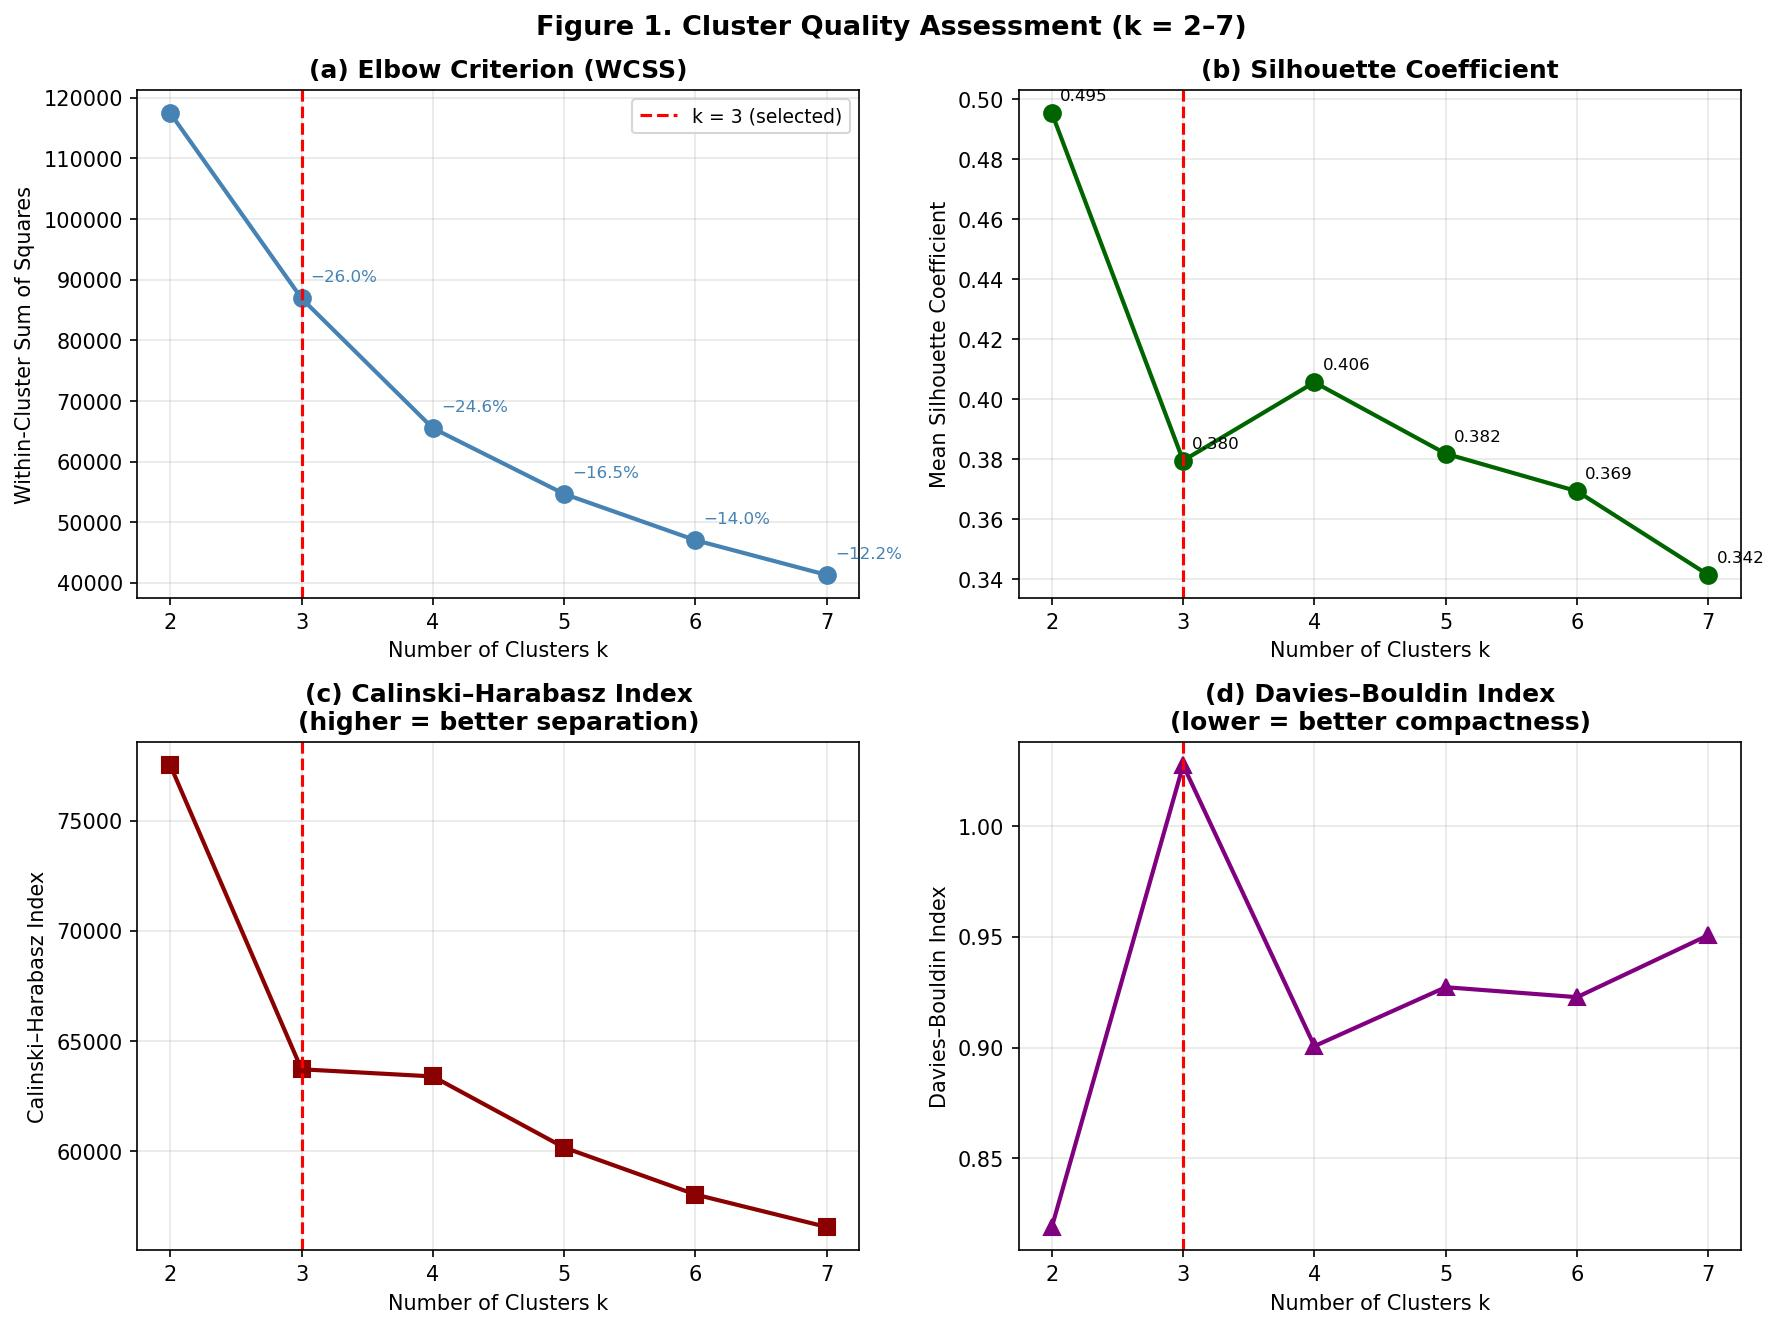 Figure 1. Cluster Quality Assessment (k = 2–7)
(a) Elbow Criterion (WCSS)
120000
110000
100000
90000
80000
70000
60000
50000
40000
Within-Cluster Sum of Squares
k = 3 (selected)
−26.0%
−24.6%
−16.5%
−14.0%
−12.2%
2 3 4 5 6 7
Number of Clusters k
(b) Silhouette Coefficient
0.50
0.48
0.46
0.44
0.42
0.40
0.38
0.36
0.34
Mean Silhouette Coefficient
0.495
0.380
0.406
0.382
0.369
0.342
2 3 4 5 6 7
Number of Clusters k
(c) Calinski–Harabasz Index
(higher = better separation)
75000
70000
65000
60000
Calinski–Harabasz Index
2 3 4 5 6 7
Number of Clusters k
(d) Davies–Bouldin Index
(lower = better compactness)
1.00
0.95
0.90
0.85
Davies–Bouldin Index
2 3 4 5 6 7
Number of Clusters k